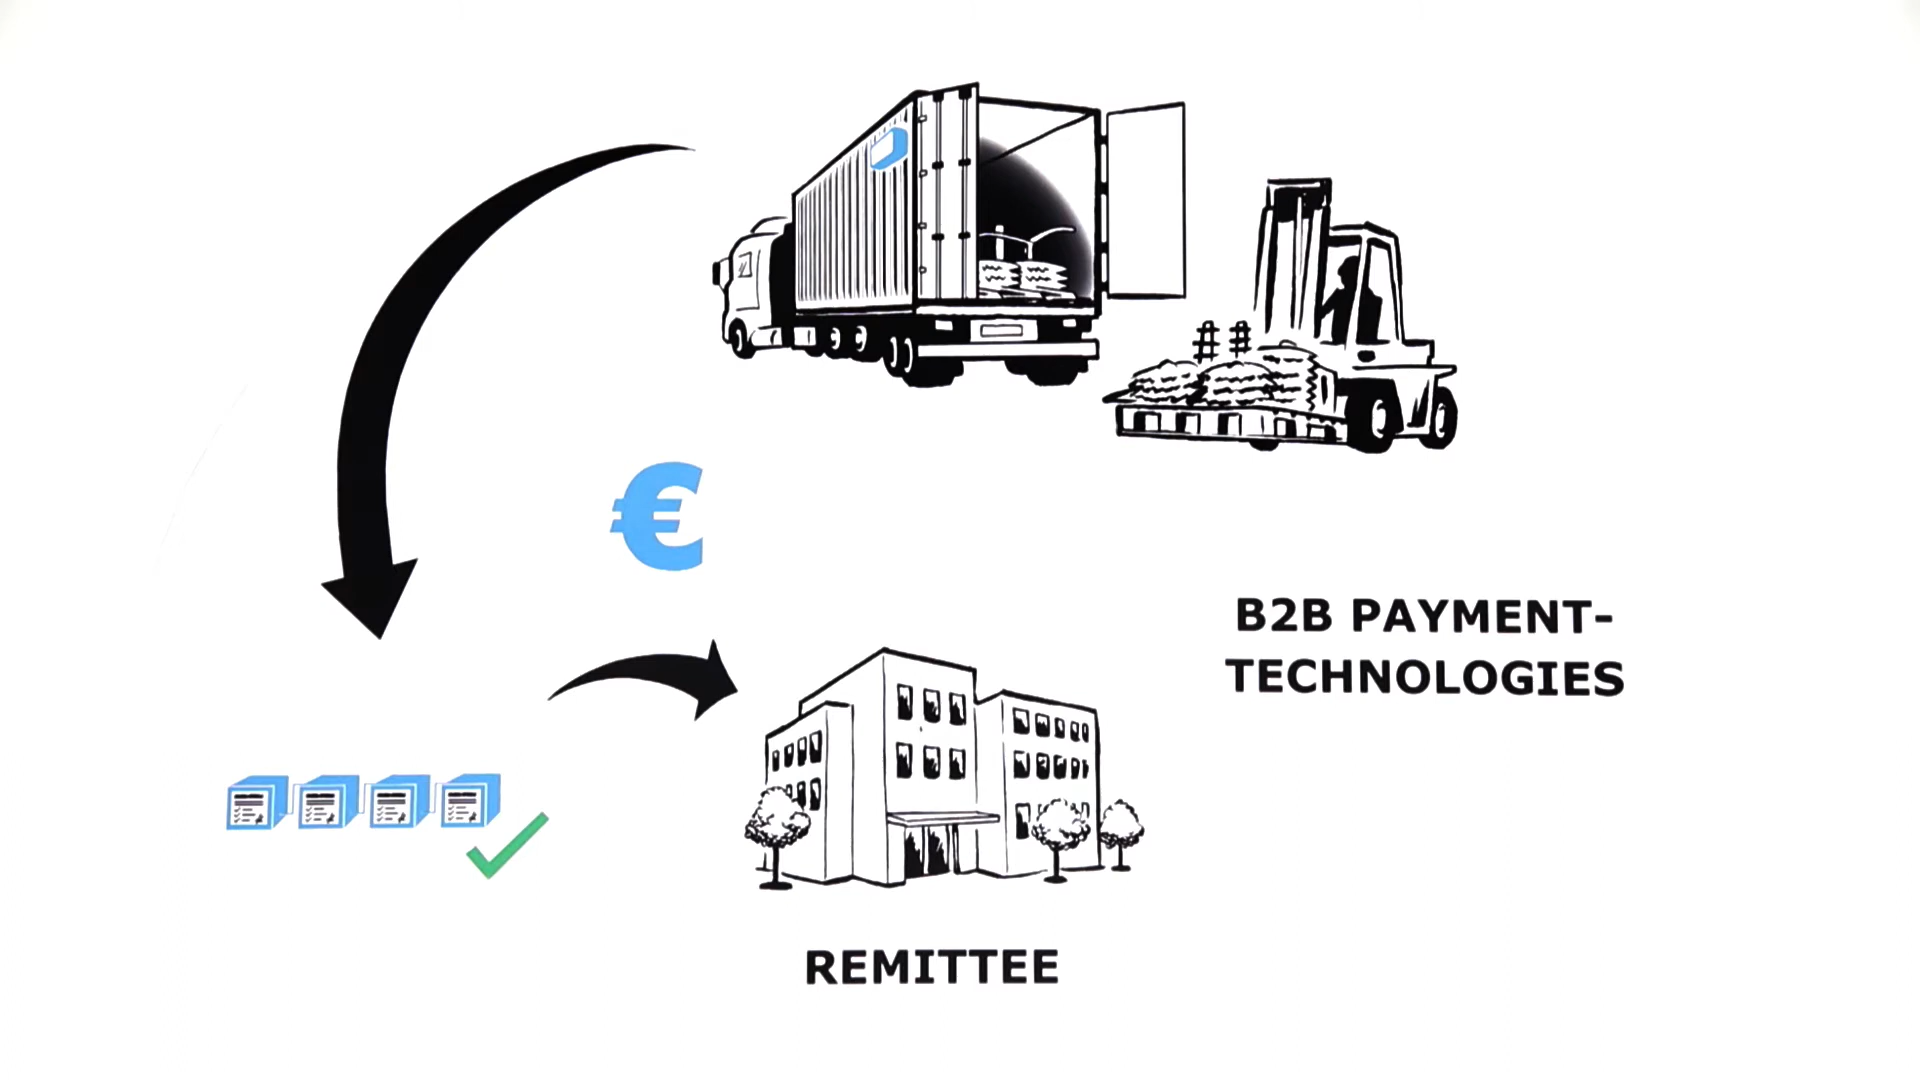 €
B2B PAYMENT-
TECHNOLOGIES
REMITTEE